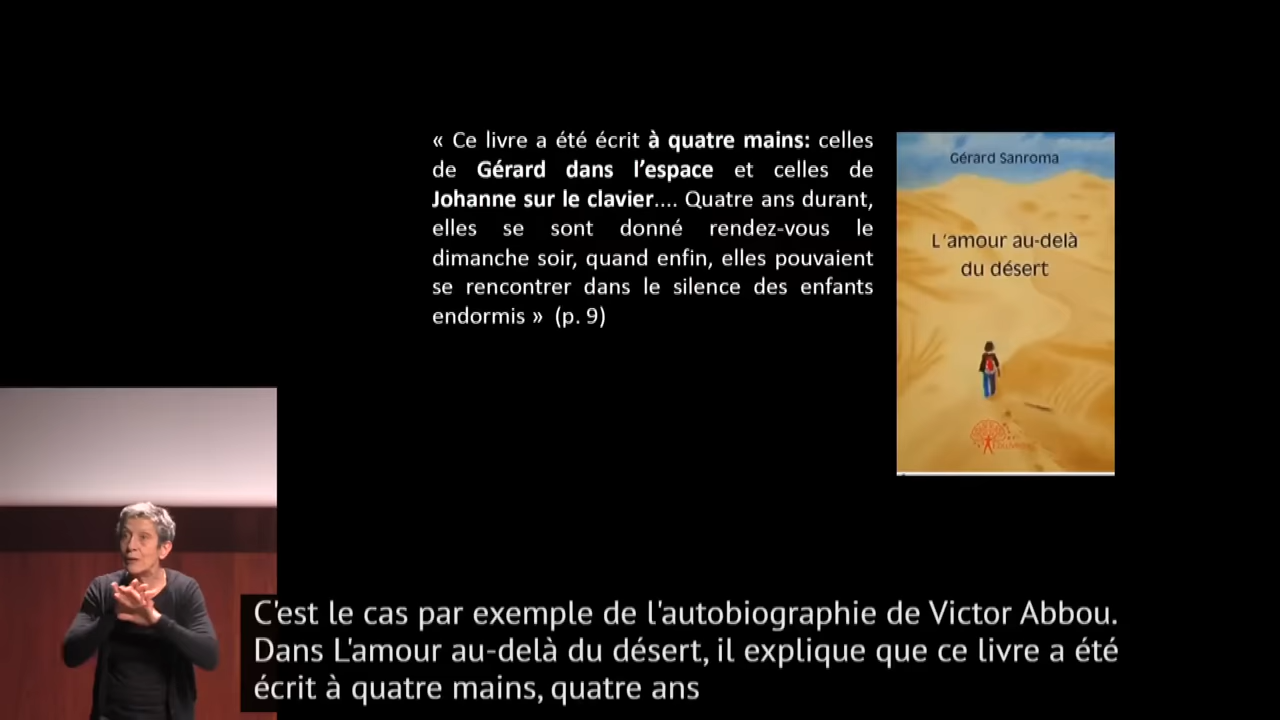 « Ce livre a été écrit à quatre mains: celles
de Gérard dans l’espace et celles de
Johanne sur le clavier.... Quatre ans durant,
elles se sont donné rendez-vous le
dimanche soir, quand enfin, elles pouvaient
se rencontrer dans le silence des enfants
endormis » (p. 9)
Gérard Sanroma
L'amour au-delà
du désert
C'est le cas par exemple de l'autobiographie de Victor Abbou.
Dans L'amour au-delà du désert, il explique que ce livre a été
écrit à quatre mains, quatre ans